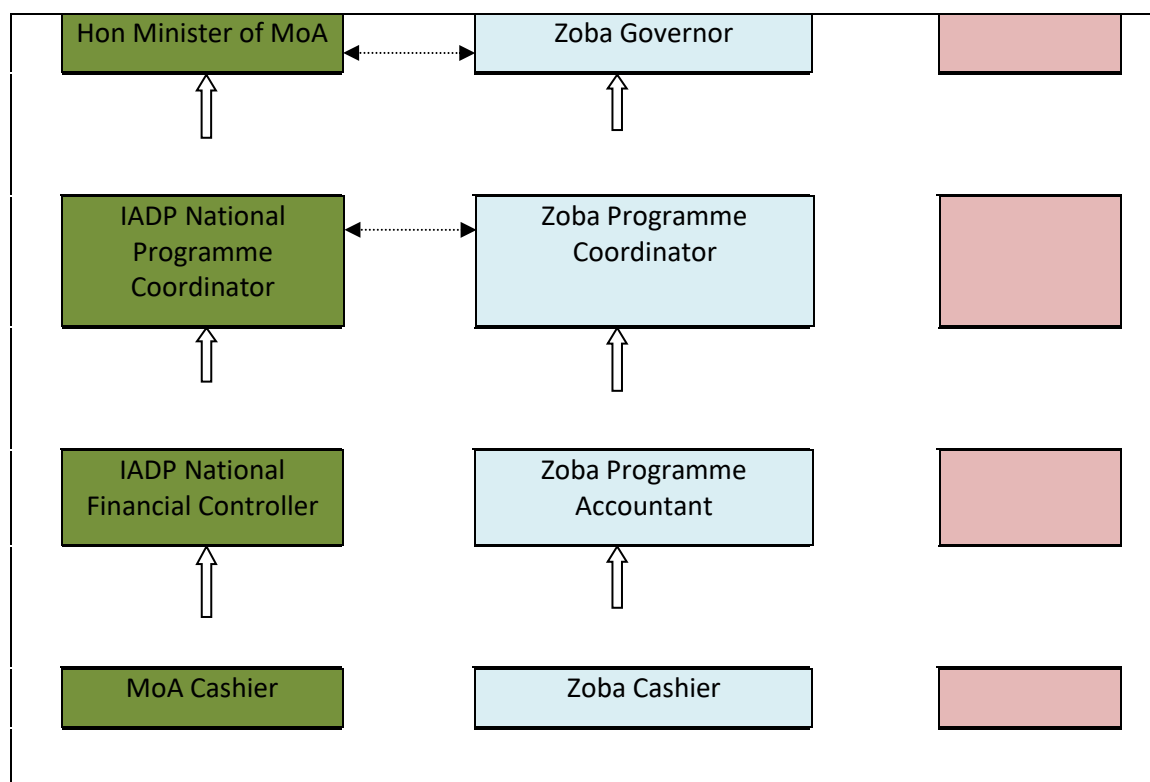 Hon Minister of MoA
Zoba Governor
IADP National
Programme
Coordinator
Zoba Programme
Coordinator
IADP National
Financial Controller
Zoba Programme
Accountant
MoA Cashier
Zoba Cashier